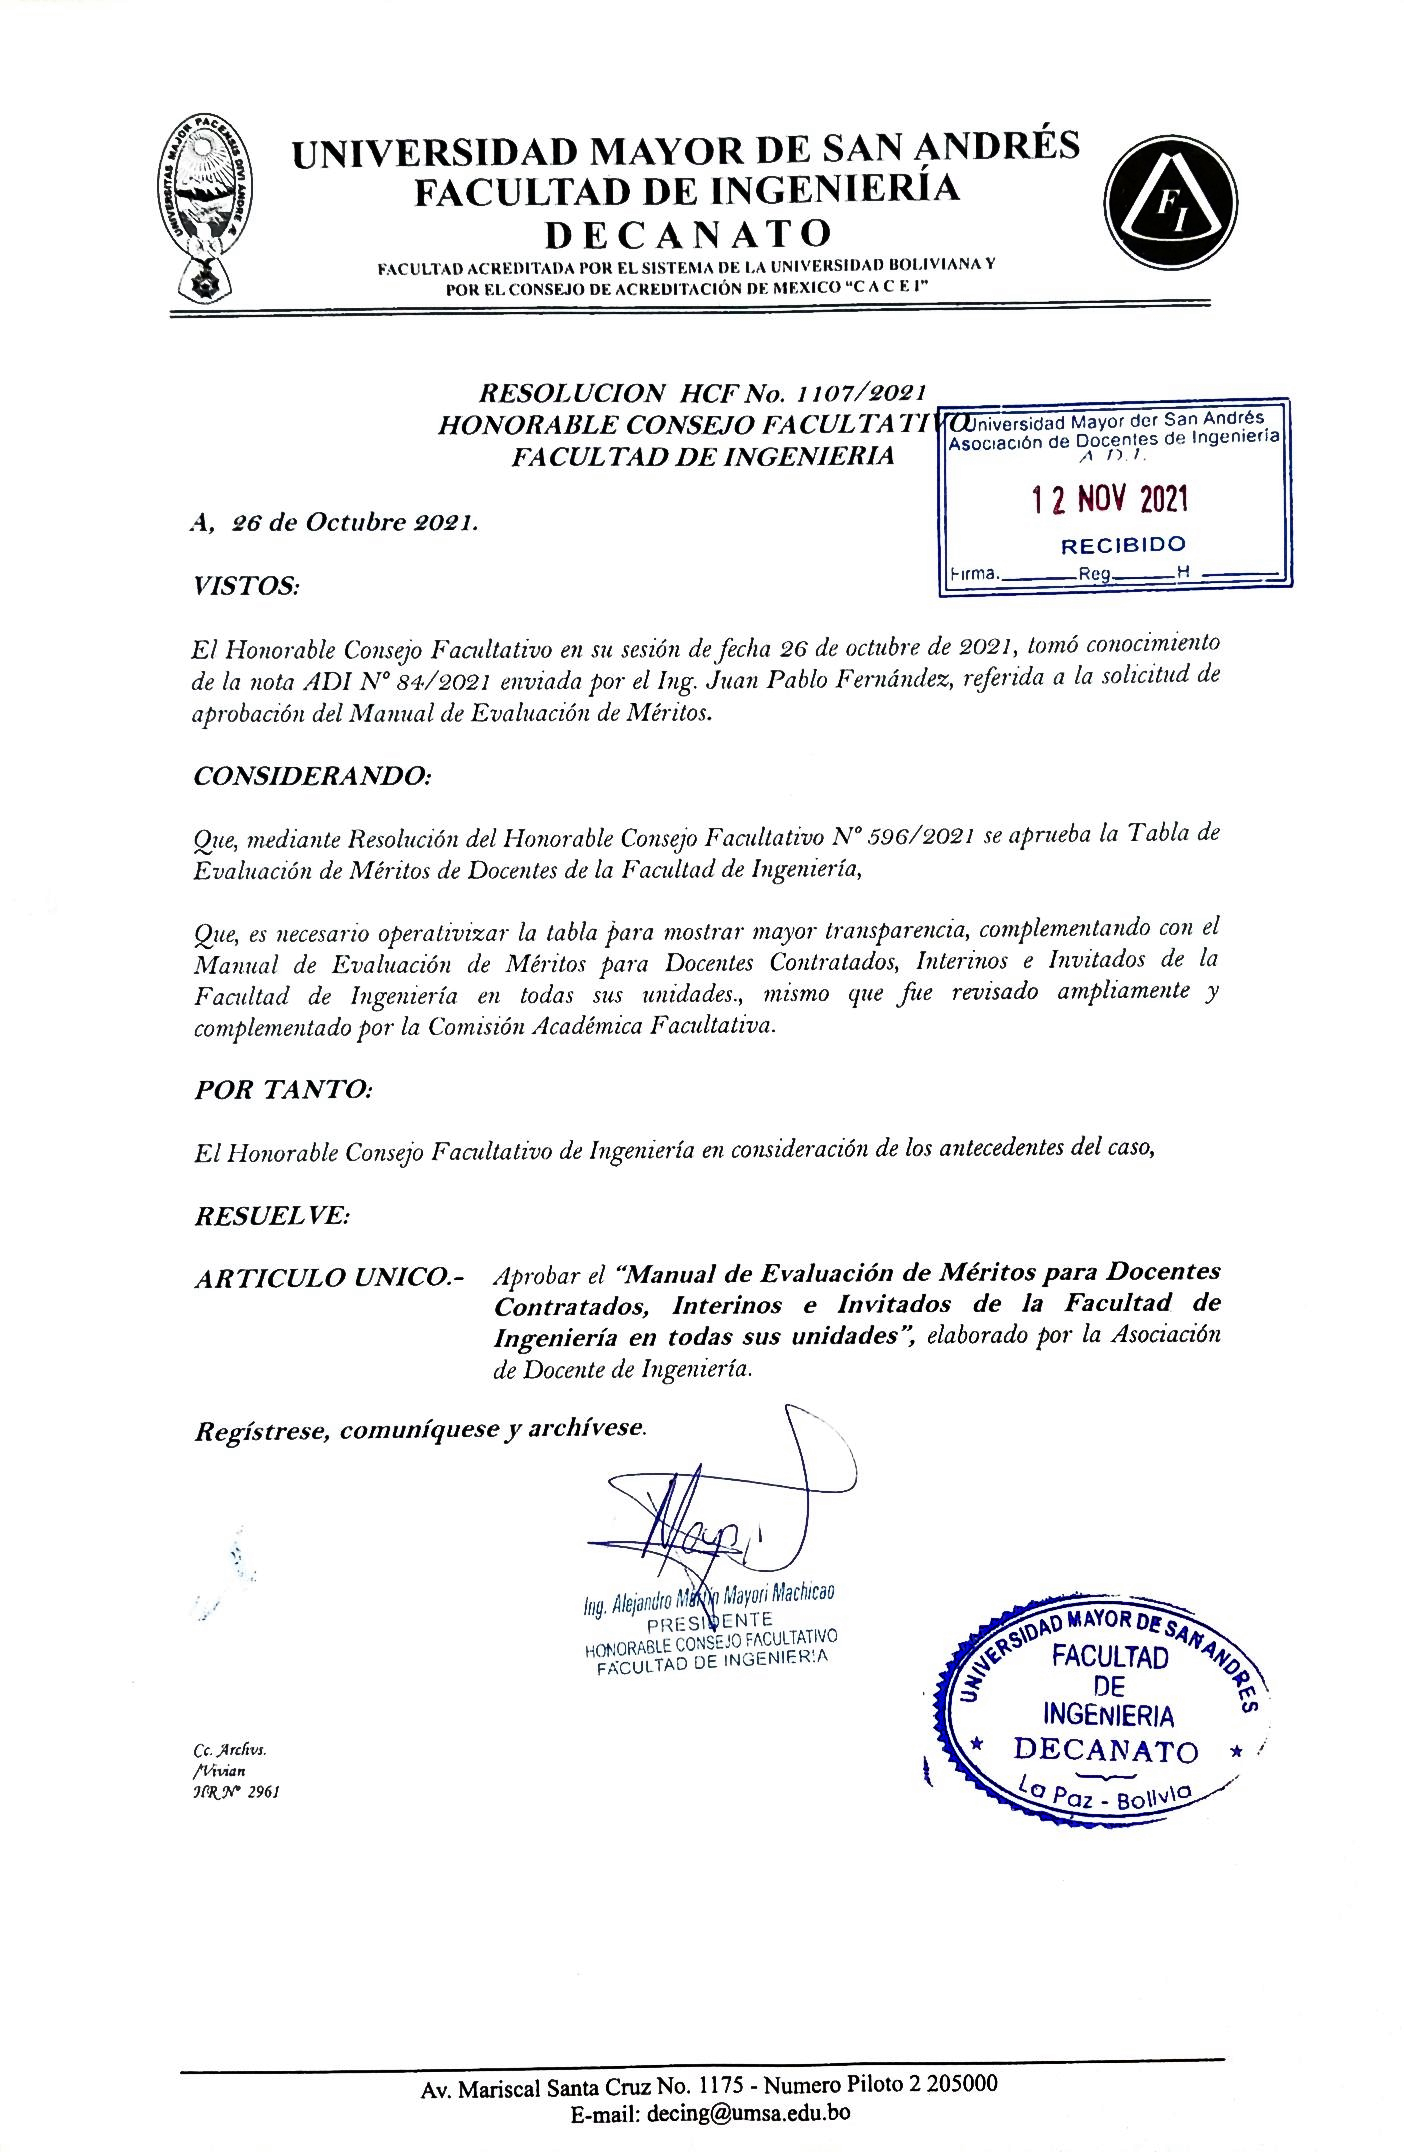 UNIVERSITAS MAJOR PACENSIS DIVI ANDRE Æ
UNIVERSIDAD MAYOR DE SAN ANDRÉS
FACULTAD DE INGENIERÍA
DECANATO
FACULTAD ACREDITADA POR EL SISTEMA DE LA UNIVERSIDAD BOLIVIANA Y
POR EL CONSEJO DE ACREDITACIÓN DE MEXICO “C A C E I”
FI
RESOLUCION HCF No. 1107/2021
HONORABLE CONSEJO FACULTATIVO
FACULTAD DE INGENIERIA
Universidad Mayor der San Andrés
Asociación de Docentes de Ingeniería
A D.I.
12 NOV 2021
RECIBIDO
Firma. Reg. H
A, 26 de Octubre 2021.
VISTOS:
El Honorable Consejo Facultativo en su sesión de fecha 26 de octubre de 2021, tomó conocimiento
de la nota ADI N° 84/2021 enviada por el Ing. Juan Pablo Fernández, referida a la solicitud de
aprobación del Manual de Evaluación de Méritos.
CONSIDERANDO:
Que, mediante Resolución del Honorable Consejo Facultativo N° 596/2021 se aprueba la Tabla de
Evaluación de Méritos de Docentes de la Facultad de Ingeniería,
Que, es necesario operativizar la tabla para mostrar mayor transparencia, complementando con el
Manual de Evaluación de Méritos para Docentes Contratados, Interinos e Invitados de la
Facultad de Ingeniería en todas sus unidades., mismo que fue revisado ampliamente y
complementado por la Comisión Académica Facultativa.
POR TANTO:
El Honorable Consejo Facultativo de Ingeniería en consideración de los antecedentes del caso,
RESUELVE:
ARTICULO UNICO.- Aprobar el “Manual de Evaluación de Méritos para Docentes
Contratados, Interinos e Invitados de la Facultad de
Ingeniería en todas sus unidades”, elaborado por la Asociación
de Docente de Ingeniería.
Regístrese, comuníquese y archívese.
Ing. Alejandro Martín Mayori Machicao
PRESIDENTE
HONORABLE CONSEJO FACULTATIVO
FACULTAD DE INGENIERIA
UNIVERSIDAD MAYOR DE SAN ANDRES
FACULTAD
DE
INGENIERIA
DECANATO
La Paz - Bolivia
Cc. Archvs.
/Vivian
HR N° 2961
Av. Mariscal Santa Cruz No. 1175 - Numero Piloto 2 205000
E-mail: decing@umsa.edu.bo